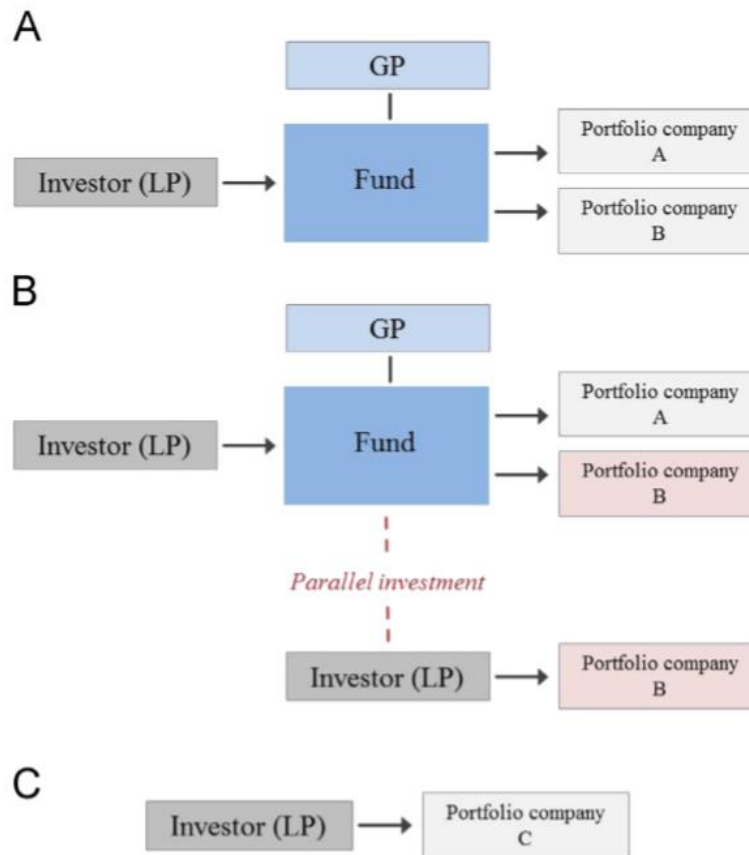 A
GP
Investor (LP)
Fund
Portfolio company
A
Portfolio company
B
B
GP
Investor (LP)
Fund
Portfolio company
A
Portfolio company
B
Parallel investment
Investor (LP)
Portfolio company
B
C
Investor (LP)
Portfolio company
C